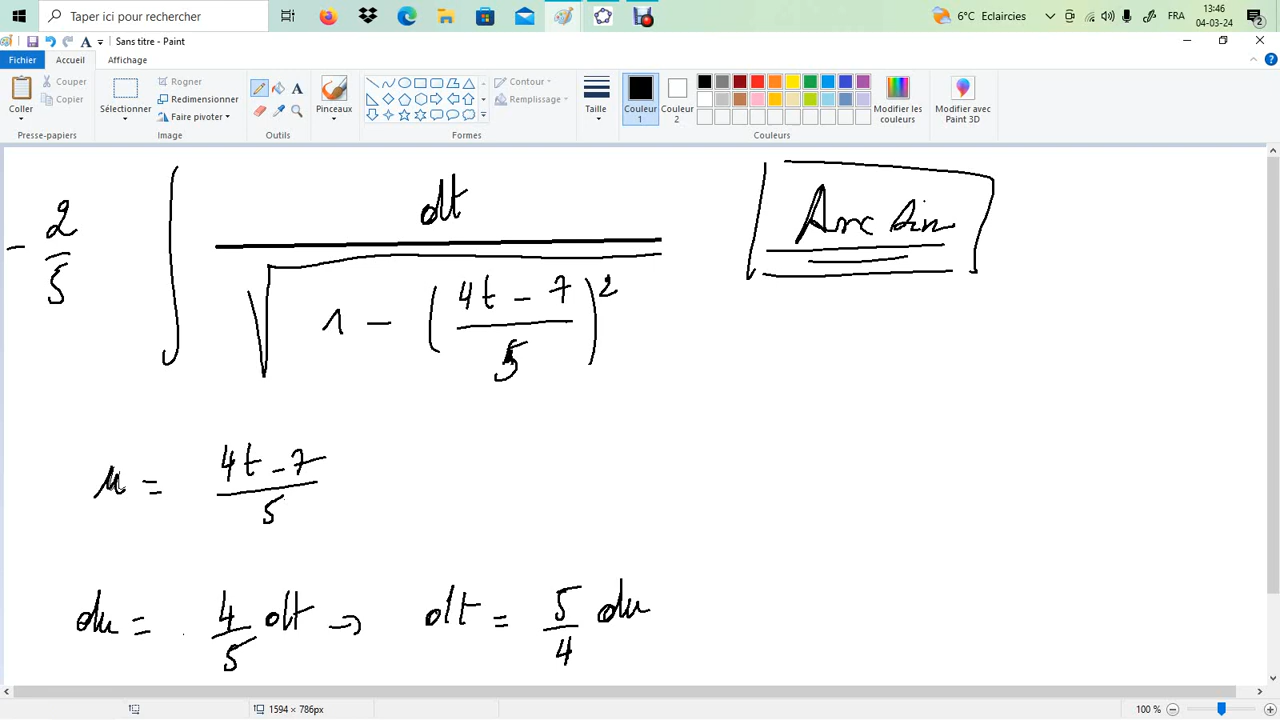 Taper ici pour rechercher
6°C Eclaircies
FRA
13:46
04-03-24
2
Sans titre - Paint
Fichier
Accueil
Affichage
Coller
Couper
Copier
Presse-papiers
Sélectionner
Rogner
Redimensionner
Faire pivoter
Image
A
Outils
Pinceaux
Contour
Remplissage
Formes
Taille
Couleur 1
Couleur 2
Modifier les couleurs
Couleurs
Modifier avec Paint 3D
- 2/5 ∫ dt / √(1 - ((4t - 7)/5)²)
Arc sin
u = (4t - 7)/5
du = 4/5 dt → dt = 5/4 du
1594 × 786px
100 %